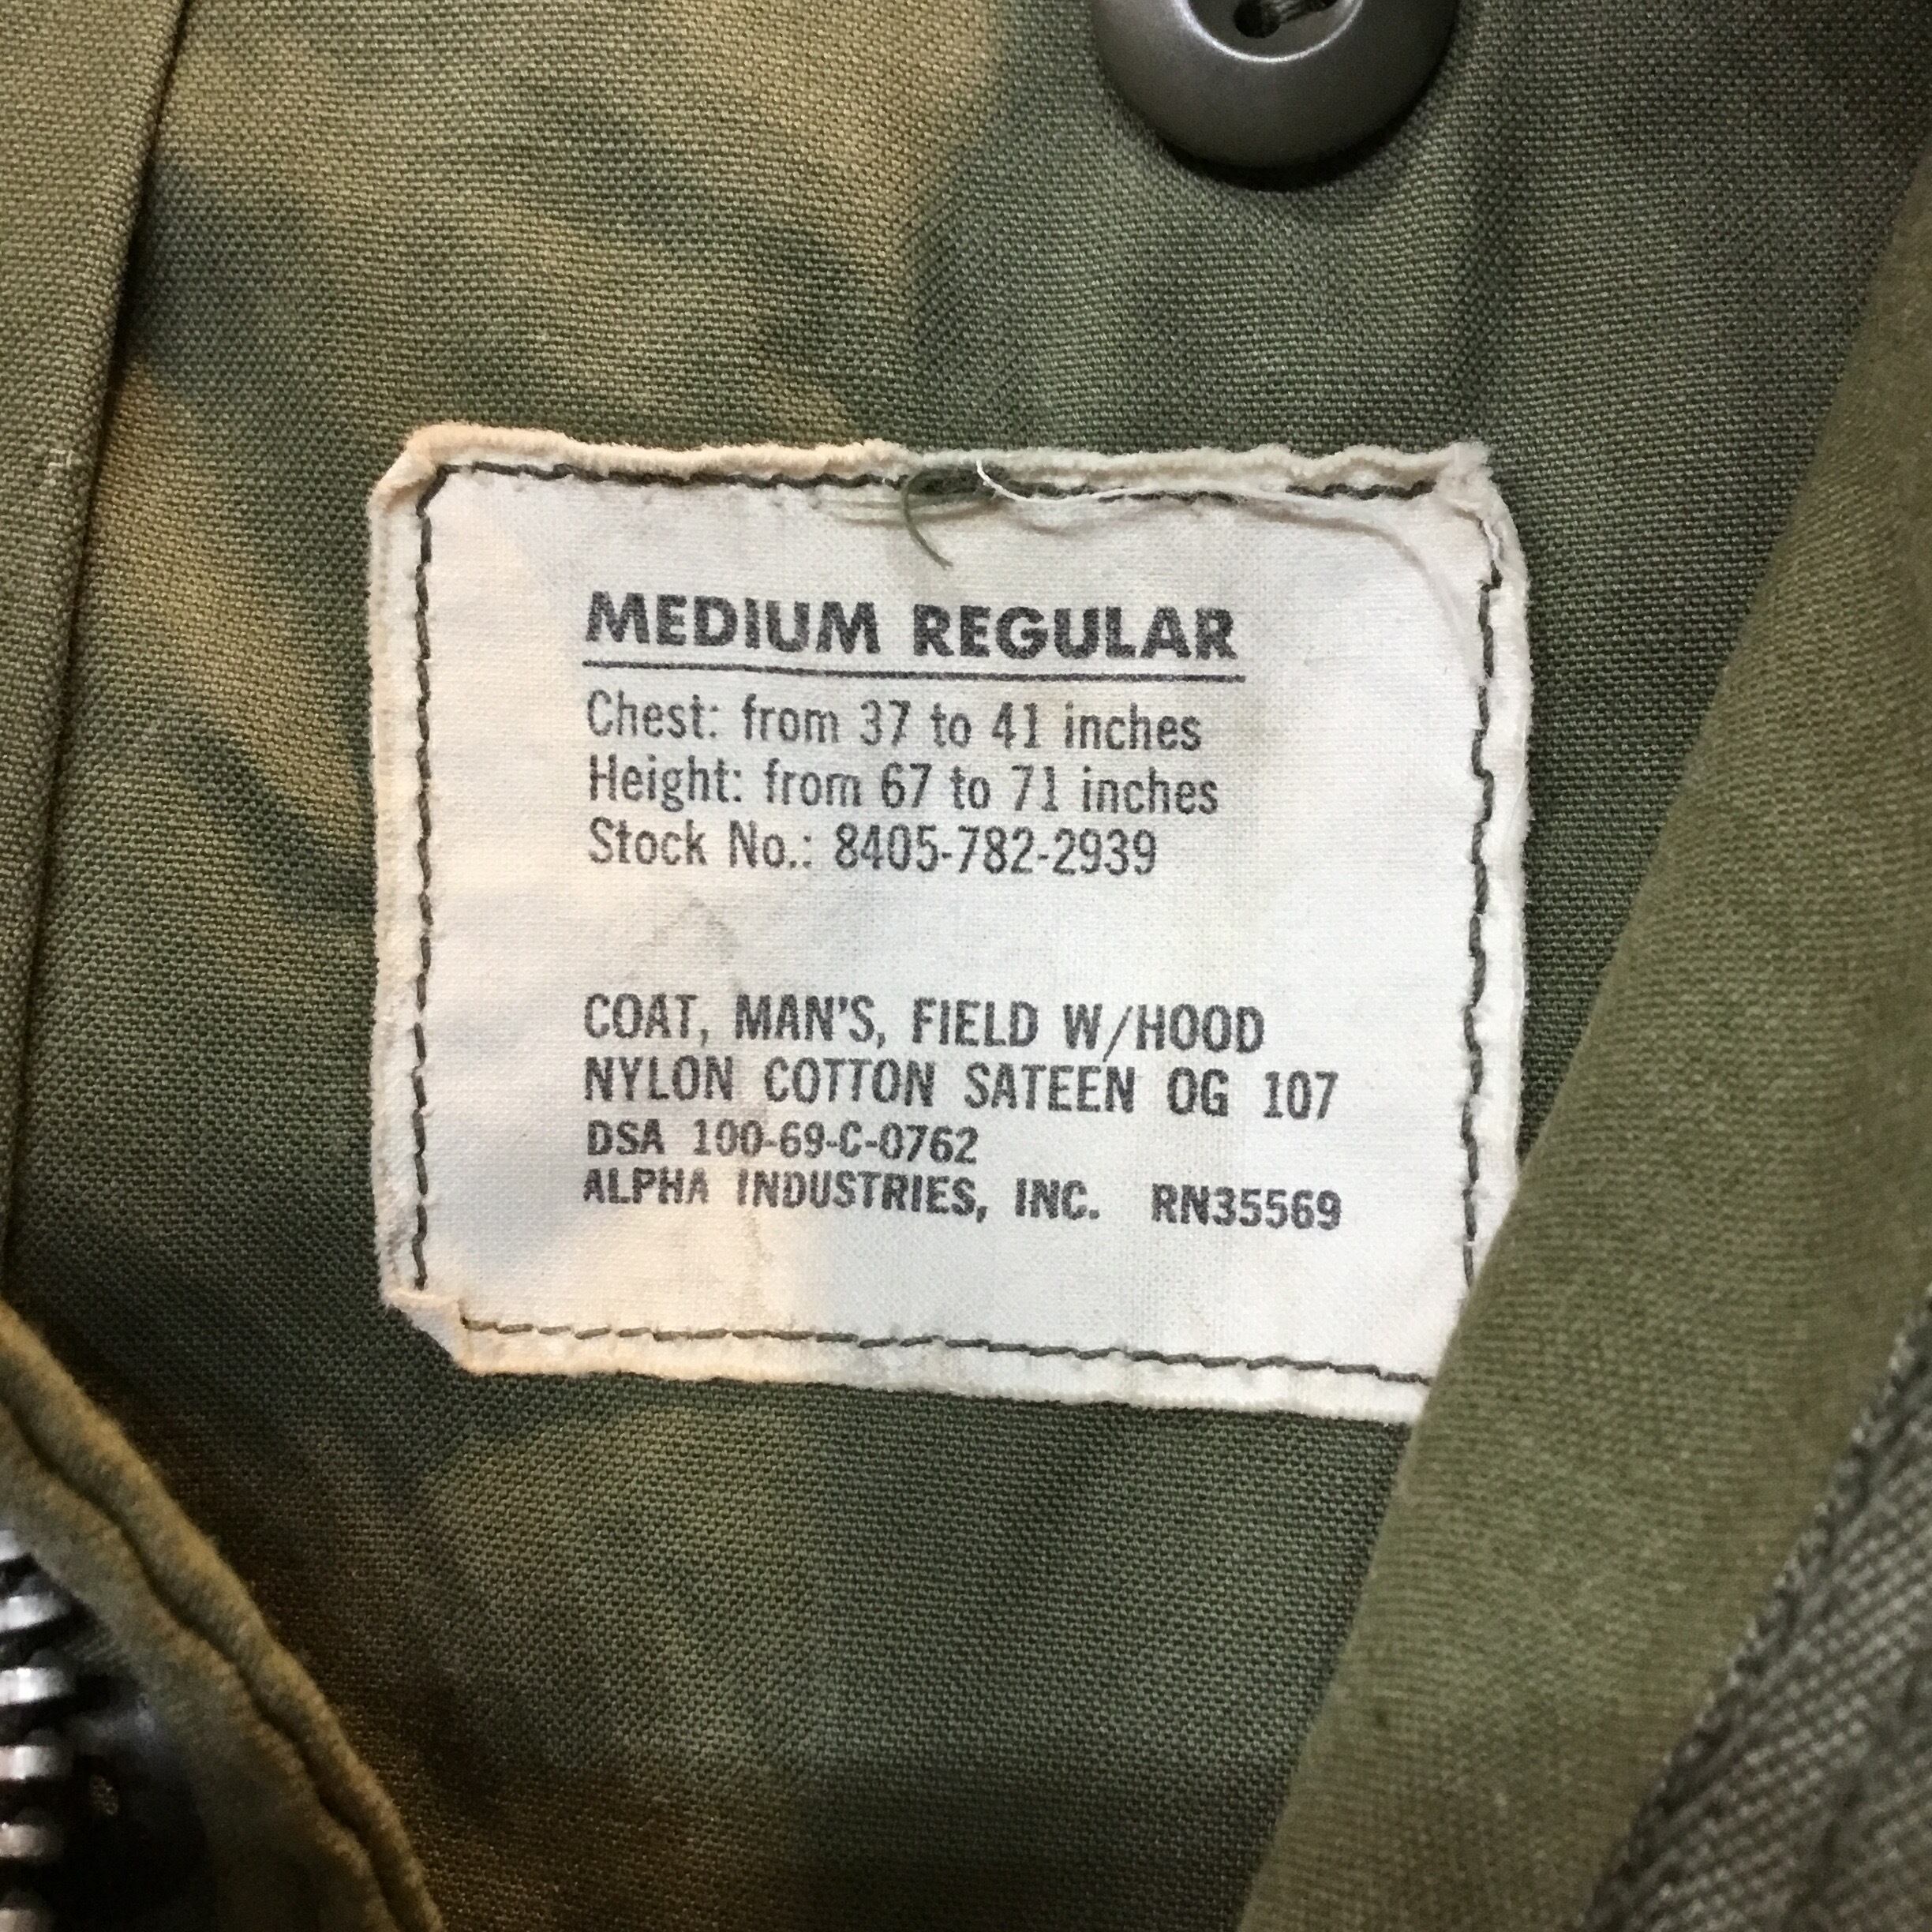 MEDIUM REGULAR
Chest: from 37 to 41 inches
Height: from 67 to 71 inches
Stock No.: 8405-782-2939
COAT, MAN'S, FIELD W/HOOD
NYLON COTTON SATEEN OG 107
DSA 100-69-C-0762
ALPHA INDUSTRIES, INC. RN35569